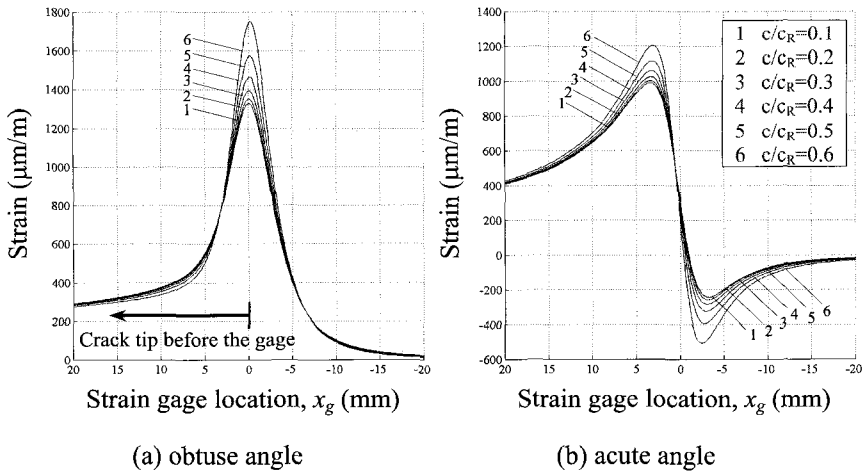 1800
1600
1400
1200
1000
800
600
400
200
0
20 15 10 5 0 -5 -10 -15 -20
Strain (μm/m)
6
5
4
3
2
1
Crack tip before the gage
Strain gage location, x_g (mm)
(a) obtuse angle
1400
1200
1000
800
600
400
200
0
-200
-400
-600
20 15 10 5 0 -5 -10 -15 -20
Strain (μm/m)
6
5
4
3
2
1
1 c/c_R=0.1
2 c/c_R=0.2
3 c/c_R=0.3
4 c/c_R=0.4
5 c/c_R=0.5
6 c/c_R=0.6
1 2 3 4 5 6
Strain gage location, x_g (mm)
(b) acute angle